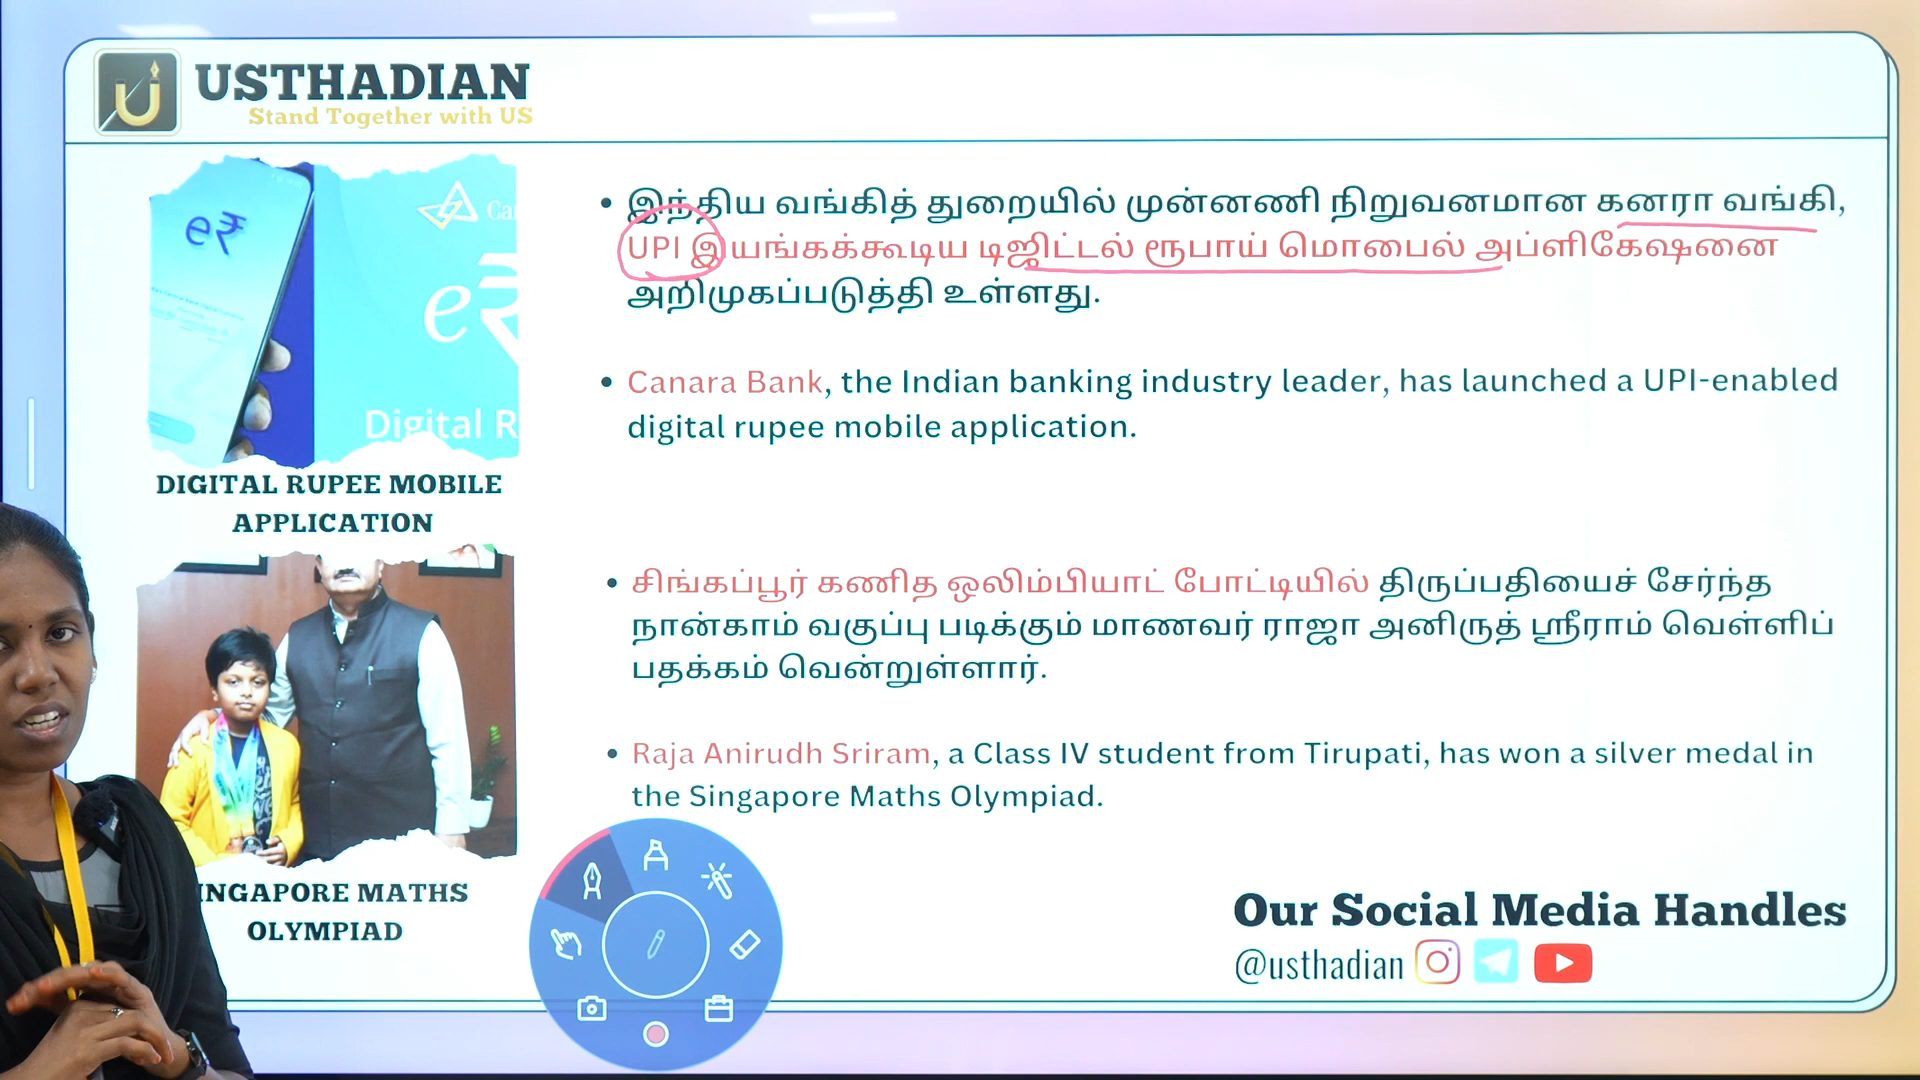 USTHADIAN
Stand Together with US
e₹
Can
e₹
Digital R
DIGITAL RUPEE MOBILE
APPLICATION
• இந்திய வங்கித் துறையில் முன்னணி நிறுவனமான கனரா வங்கி,
UPI இயங்கக்கூடிய டிஜிட்டல் ரூபாய் மொபைல் அப்ளிகேஷனை
அறிமுகப்படுத்தி உள்ளது.
• Canara Bank, the Indian banking industry leader, has launched a UPI-enabled
digital rupee mobile application.
INGAPORE MATHS
OLYMPIAD
• சிங்கப்பூர் கணித ஒலிம்பியாட் போட்டியில் திருப்பதியைச் சேர்ந்த
நான்காம் வகுப்பு படிக்கும் மாணவர் ராஜா அனிருத் ஸ்ரீராம் வெள்ளிப்
பதக்கம் வென்றுள்ளார்.
• Raja Anirudh Sriram, a Class IV student from Tirupati, has won a silver medal in
the Singapore Maths Olympiad.
Our Social Media Handles
@usthadian